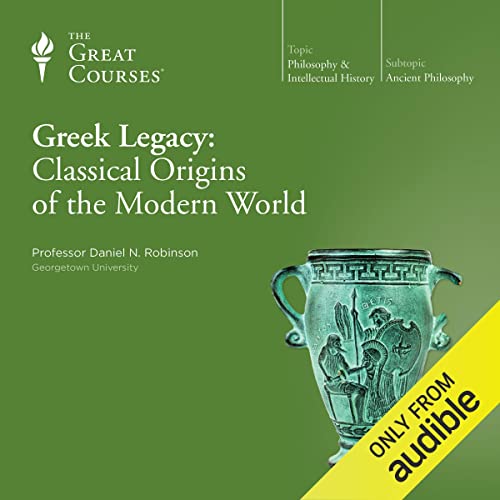 THE
GREAT
COURSES®
Topic
Philosophy &
Intellectual History
Subtopic
Ancient Philosophy
Greek Legacy:
Classical Origins
of the Modern World
Professor Daniel N. Robinson
Georgetown University
ONLY FROM
audible